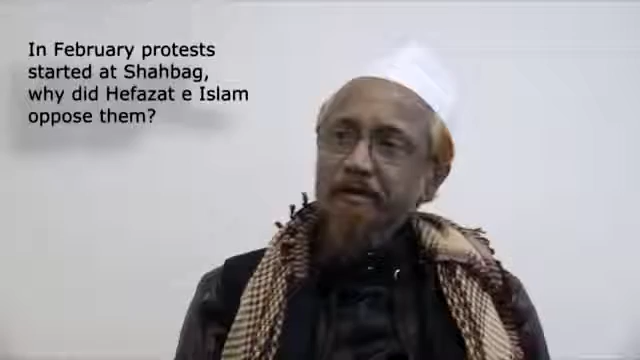 In February protests
started at Shahbag,
why did Hefazat e Islam
oppose them?